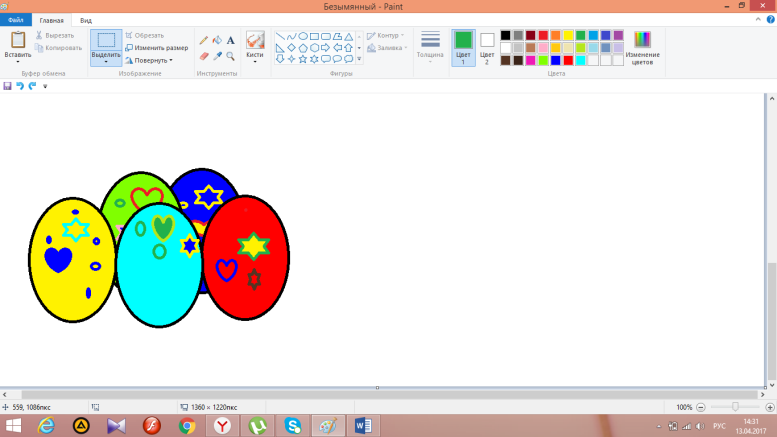 Безымянный - Paint
Файл Главная Вид
Вставить
Вырезать
Копировать
Буфер обмена
Выделить
Обрезать
Изменить размер
Повернуть
Изображение
Инструменты
Кисти
Контур
Заливка
Фигуры
Толщина
Цвет 1
Цвет 2
Изменение цветов
Цвета
559, 1086пкс
1360 × 1220пкс
100%
РУС
14:31
13.04.2017